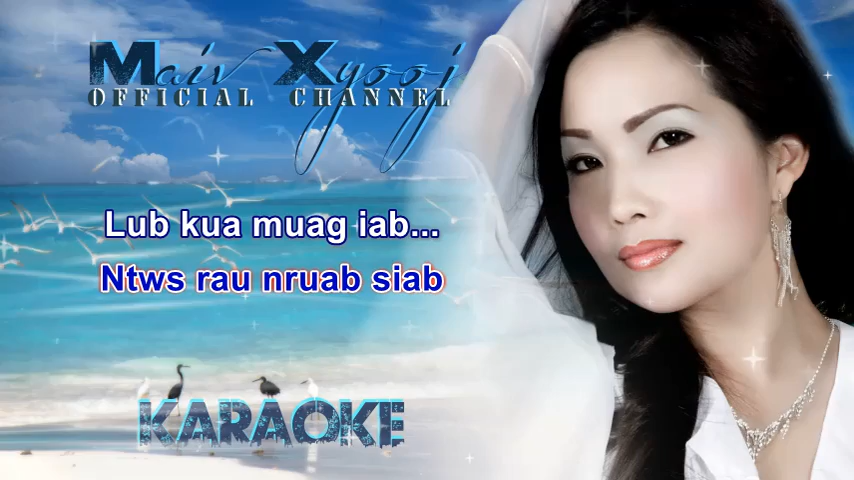 Maiv Xyooj
OFFICIAL CHANNEL
Lub kua muag iab...
Ntws rau nruab siab
KARAOKE